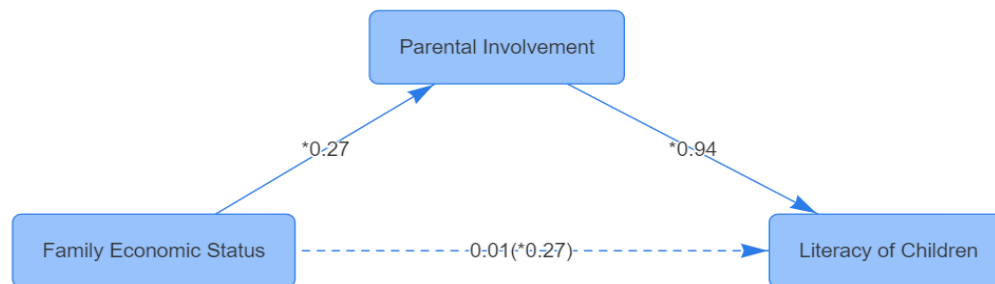 Parental Involvement
*0.27
*0.94
Family Economic Status
0.01(*0.27)
Literacy of Children